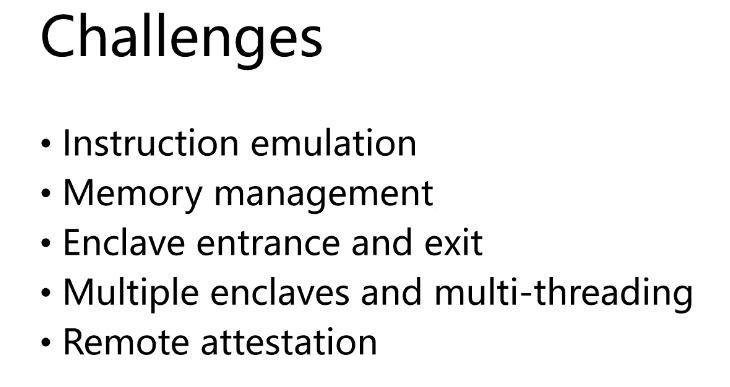 Challenges
• Instruction emulation
• Memory management
• Enclave entrance and exit
• Multiple enclaves and multi-threading
• Remote attestation